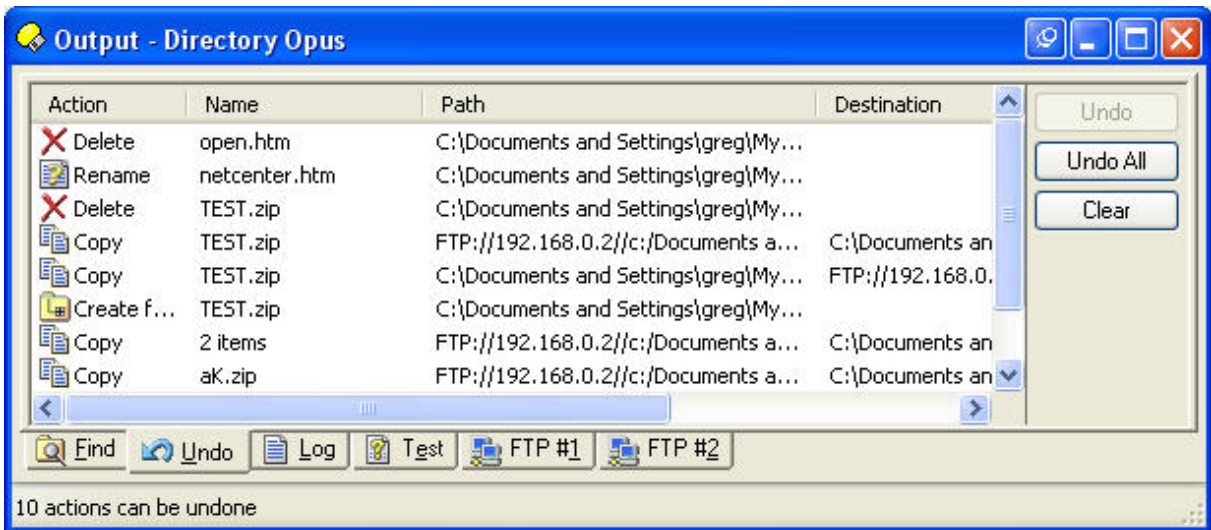 Output - Directory Opus
Action Name Path Destination
Delete open.htm C:\Documents and Settings\greg\My...
Rename netcenter.htm C:\Documents and Settings\greg\My...
Delete TEST.zip C:\Documents and Settings\greg\My...
Copy TEST.zip FTP://192.168.0.2//c:/Documents a... C:\Documents an
Copy TEST.zip C:\Documents and Settings\greg\My... FTP://192.168.0.
Create f... TEST.zip C:\Documents and Settings\greg\My...
Copy 2 items FTP://192.168.0.2//c:/Documents a... C:\Documents an
Copy aK.zip FTP://192.168.0.2//c:/Documents a... C:\Documents an
Undo
Undo All
Clear
Find Undo Log Test FTP #1 FTP #2
10 actions can be undone